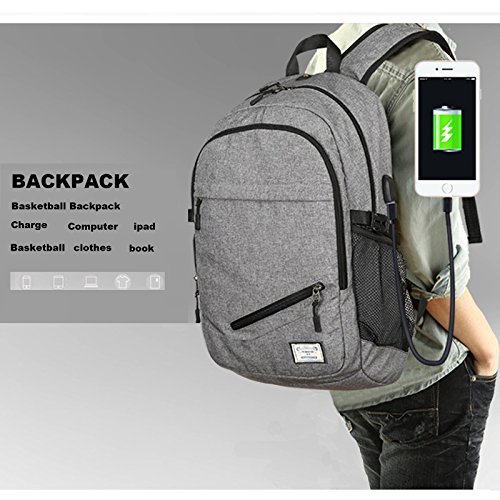 BACKPACK
Basketball Backpack
Charge Computer ipad
Basketball clothes book